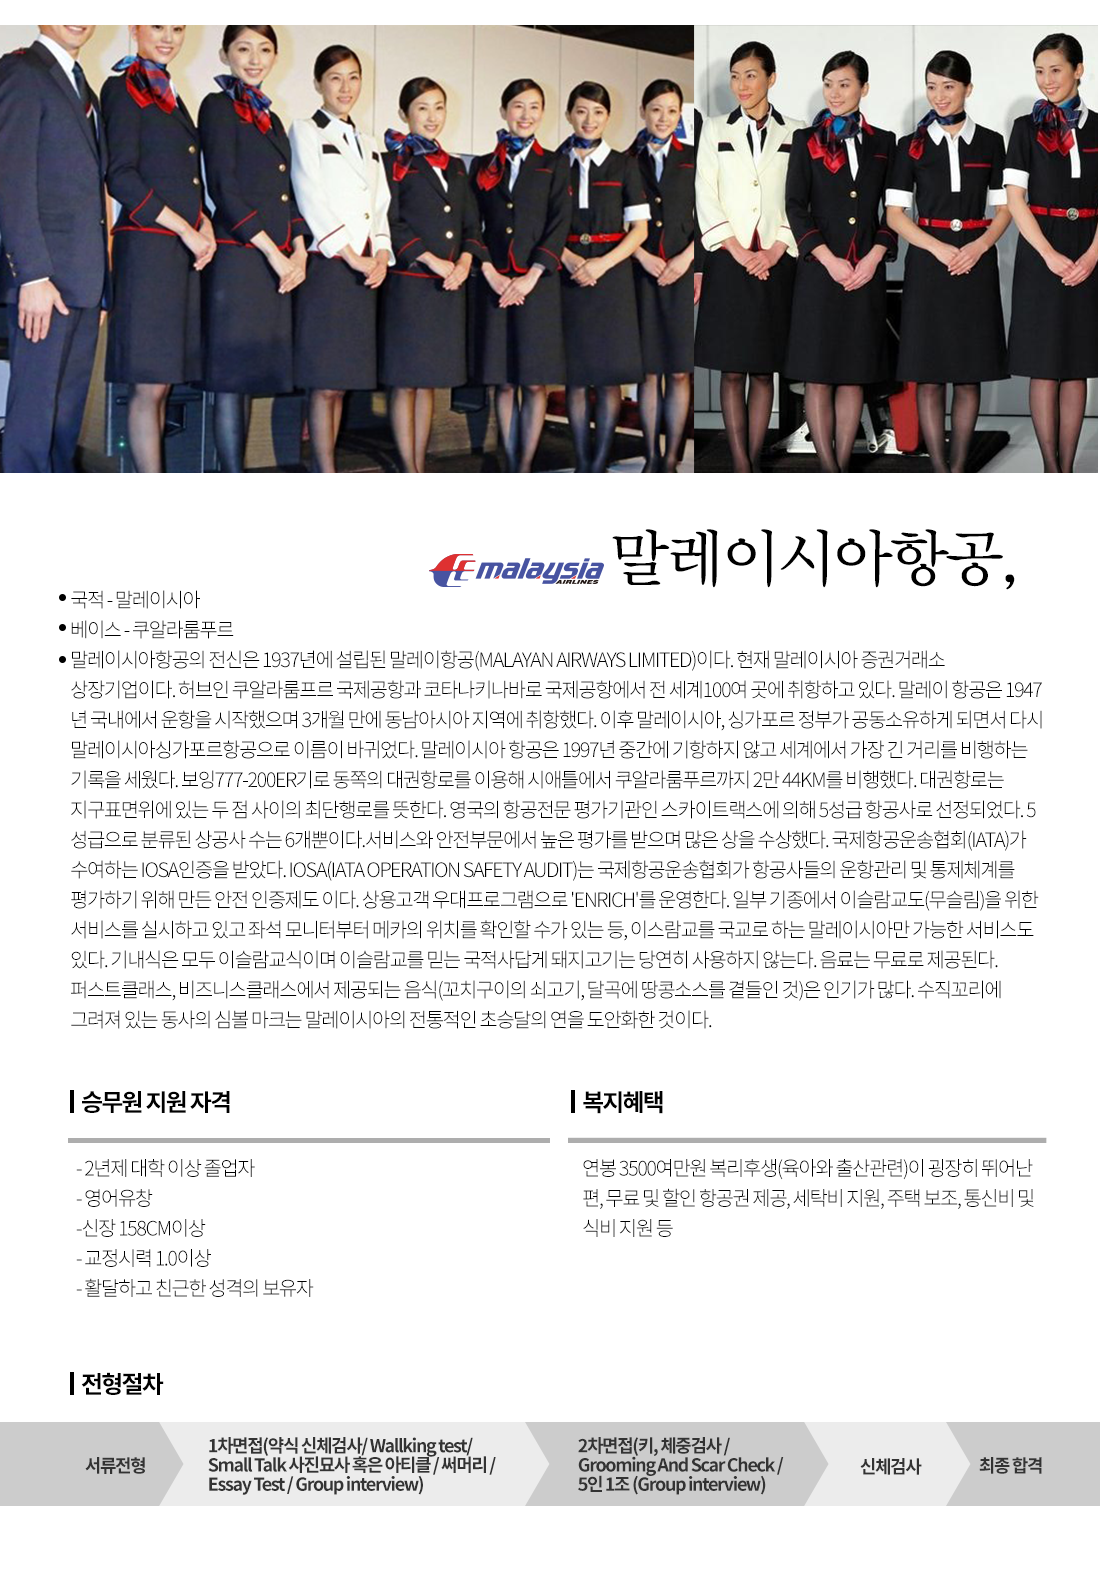 malaysia
AIRLINES
말레이시아항공,
• 국적 - 말레이시아
• 베이스 - 쿠알라룸푸르
• 말레이시아항공의 전신은 1937년에 설립된 말레이항공(MALAYAN AIRWAYS LIMITED)이다. 현재 말레이시아 증권거래소
상장기업이다. 허브인 쿠알라룸프르 국제공항과 코타나키나바로 국제공항에서 전 세계100여 곳에 취항하고 있다. 말레이 항공은 1947
년 국내에서 운항을 시작했으며 3개월 만에 동남아시아 지역에 취항했다. 이후 말레이시아, 싱가포르 정부가 공동소유하게 되면서 다시
말레이시아싱가포르항공으로 이름이 바뀌었다. 말레이시아 항공은 1997년 중간에 기항하지 않고 세계에서 가장 긴 거리를 비행하는
기록을 세웠다. 보잉777-200ER기로 동쪽의 대권항로를 이용해 시애틀에서 쿠알라룸푸르까지 2만 44KM를 비행했다. 대권항로는
지구표면위에 있는 두 점 사이의 최단행로를 뜻한다. 영국의 항공전문 평가기관인 스카이트랙스에 의해 5성급 항공사로 선정되었다. 5
성급으로 분류된 상공사 수는 6개뿐이다.서비스와 안전부문에서 높은 평가를 받으며 많은 상을 수상했다. 국제항공운송협회(IATA)가
수여하는 IOSA인증을 받았다. IOSA(IATA OPERATION SAFETY AUDIT)는 국제항공운송협회가 항공사들의 운항관리 및 통제체계를
평가하기 위해 만든 안전 인증제도 이다. 상용고객 우대프로그램으로 'ENRICH'를 운영한다. 일부 기종에서 이슬람교도(무슬림)을 위한
서비스를 실시하고 있고 좌석 모니터부터 메카의 위치를 확인할 수가 있는 등, 이스람교를 국교로 하는 말레이시아만 가능한 서비스도
있다. 기내식은 모두 이슬람교식이며 이슬람교를 믿는 국적사답게 돼지고기는 당연히 사용하지 않는다. 음료는 무료로 제공된다.
퍼스트클래스, 비즈니스클래스에서 제공되는 음식(꼬치구이의 쇠고기, 달곡에 땅콩소스를 곁들인 것)은 인기가 많다. 수직꼬리에
그려져 있는 동사의 심볼 마크는 말레이시아의 전통적인 초승달의 연을 도안화한 것이다.
승무원 지원 자격
- 2년제 대학 이상 졸업자
- 영어유창
-신장 158CM이상
- 교정시력 1.0이상
- 활달하고 친근한 성격의 보유자
복지혜택
연봉 3500여만원 복리후생(육아와 출산관련)이 굉장히 뛰어난
편, 무료 및 할인 항공권 제공, 세탁비 지원, 주택 보조, 통신비 및
식비 지원 등
전형절차
서류전형
1차면접(약식 신체검사/ Wallking test/
Small Talk 사진묘사 혹은 아티클 / 써머리 /
Essay Test / Group interview)
2차면접(키, 체중검사 /
Grooming And Scar Check /
5인 1조 (Group interview)
신체검사
최종 합격